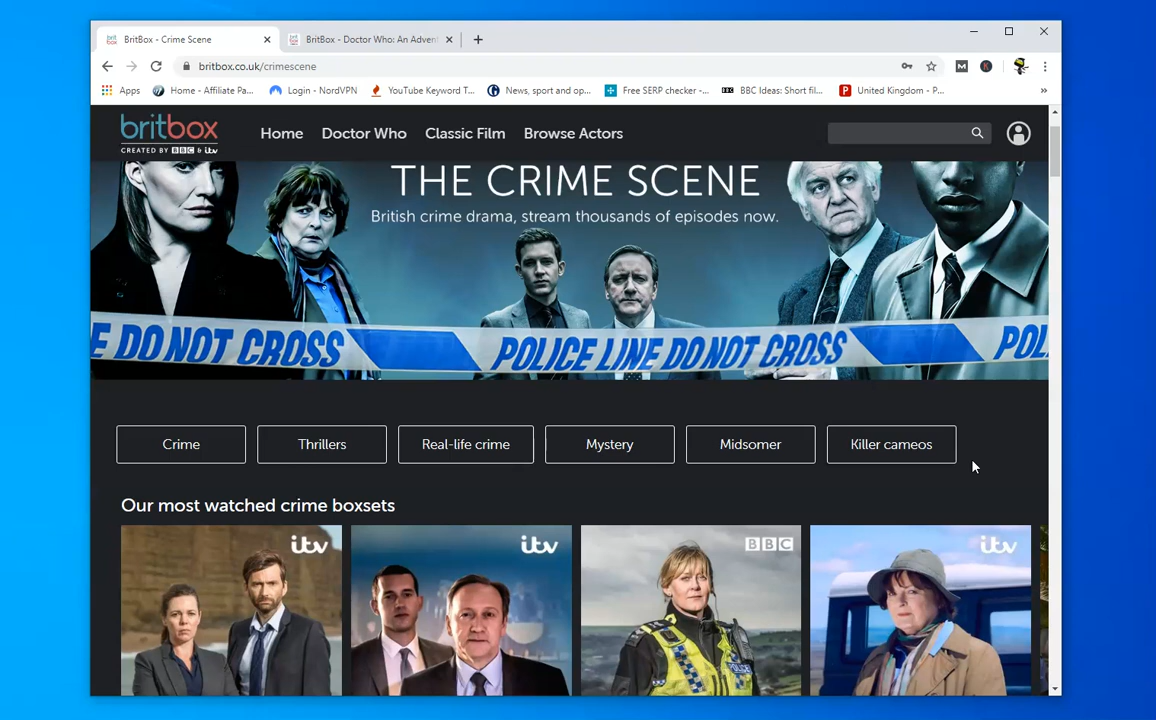 BritBox - Crime Scene
BritBox - Doctor Who: An Adven
britbox.co.uk/crimescene
Apps
Home - Affiliate Pa...
Login - NordVPN
YouTube Keyword T...
News, sport and op...
Free SERP checker -...
BBC Ideas: Short fil...
United Kingdom - P...
britbox
CREATED BY BBC & itv
Home
Doctor Who
Classic Film
Browse Actors
THE CRIME SCENE
British crime drama, stream thousands of episodes now.
E DO NOT CROSS
POLICE LINE DO NOT CROSS
POL
Crime
Thrillers
Real-life crime
Mystery
Midsomer
Killer cameos
Our most watched crime boxsets
itv
itv
BBC
itv
POLICE